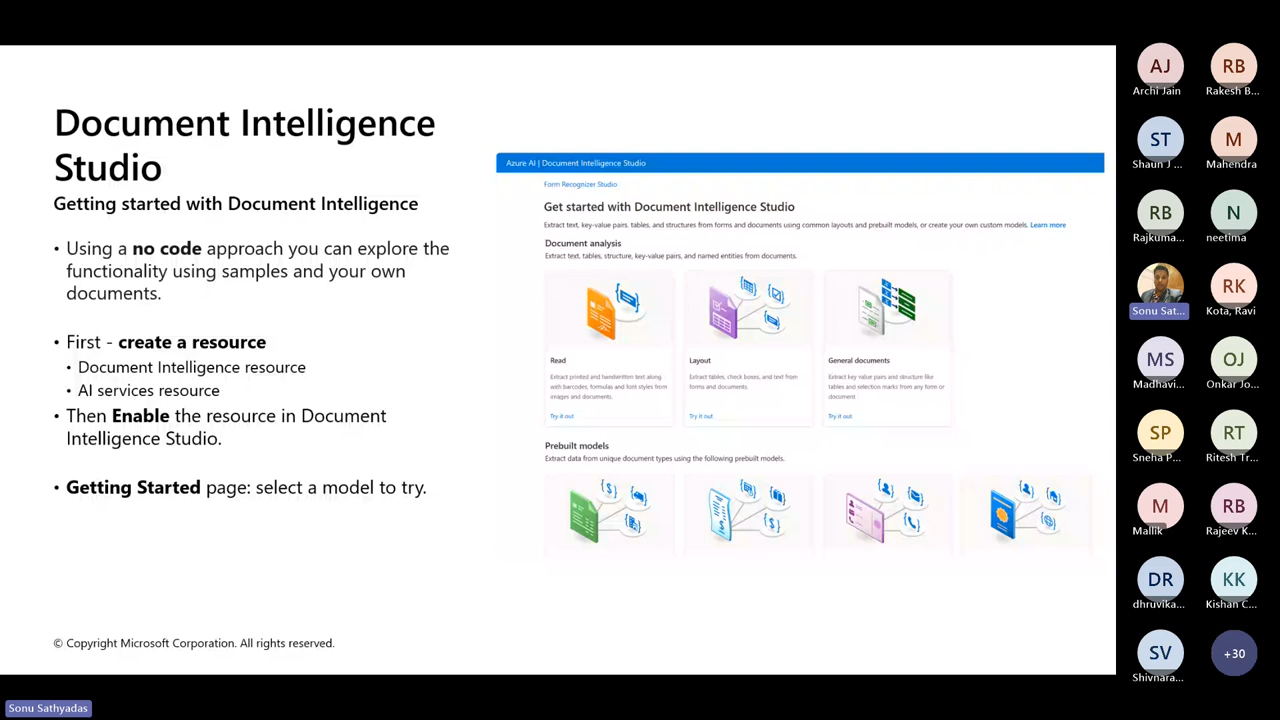 Document Intelligence
Studio
Getting started with Document Intelligence
• Using a no code approach you can explore the
functionality using samples and your own
documents.
• First - create a resource
• Document Intelligence resource
• AI services resource
• Then Enable the resource in Document
Intelligence Studio.
• Getting Started page: select a model to try.
© Copyright Microsoft Corporation. All rights reserved.
Azure AI | Document Intelligence Studio
Form Recognizer Studio
Get started with Document Intelligence Studio
Extract text, key-value pairs, tables, and structures from forms and documents using common layouts and prebuilt models, or create your own custom models. Learn more
Document analysis
Extract text, tables, structure, key-value pairs, and named entities from documents.
Read
Extract printed and handwritten text along
with barcodes, formulas and font styles from
images and documents.
Try it out
Layout
Extract tables, check boxes, and text from
forms and documents.
Try it out
General documents
Extract key value pairs and structure like
tables and selection marks from any form or
document
Try it out
Prebuilt models
Extract data from unique document types using the following prebuilt models.
AJ
Archi Jain
RB
Rakesh B...
ST
Shaun J ...
M
Mahendra
RB
Rajkuma...
N
neetima
Sonu Sat...
RK
Kota, Ravi
MS
Madhavi...
OJ
Onkar Jo...
SP
Sneha P...
RT
Ritesh Tr...
M
Mallik
RB
Rajeev K...
DR
dhruvika...
KK
Kishan C...
SV
Shivnara...
+30
Sonu Sathyadas